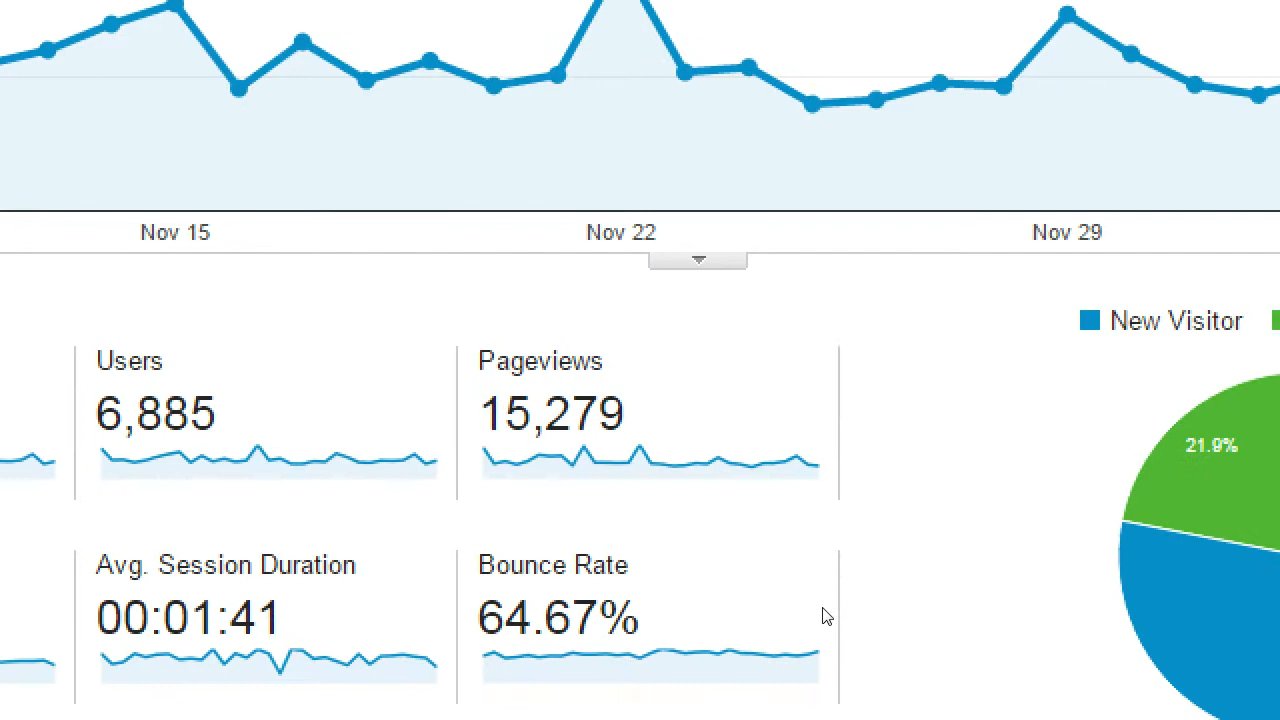 Nov 15
Nov 22
Nov 29
New Visitor
Users
Pageviews
6,885
15,279
21.9%
Avg. Session Duration
Bounce Rate
00:01:41
64.67%